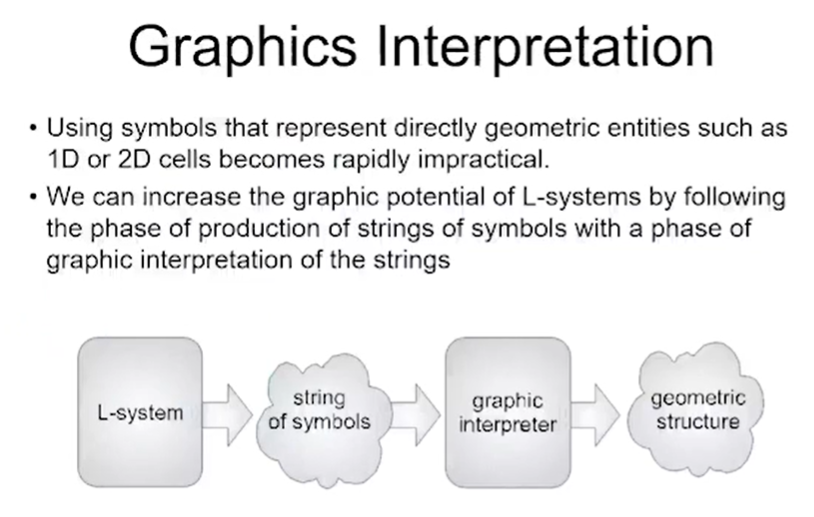 Graphics Interpretation
• Using symbols that represent directly geometric entities such as
1D or 2D cells becomes rapidly impractical.
• We can increase the graphic potential of L-systems by following
the phase of production of strings of symbols with a phase of
graphic interpretation of the strings
L-system
string
of symbols
graphic
interpreter
geometric
structure